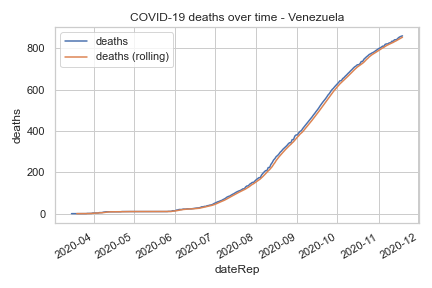 COVID-19 deaths over time - Venezuela
deaths
deaths (rolling)
800
600
400
200
0
deaths
2020-04
2020-05
2020-06
2020-07
2020-08
2020-09
2020-10
2020-11
2020-12
dateRep